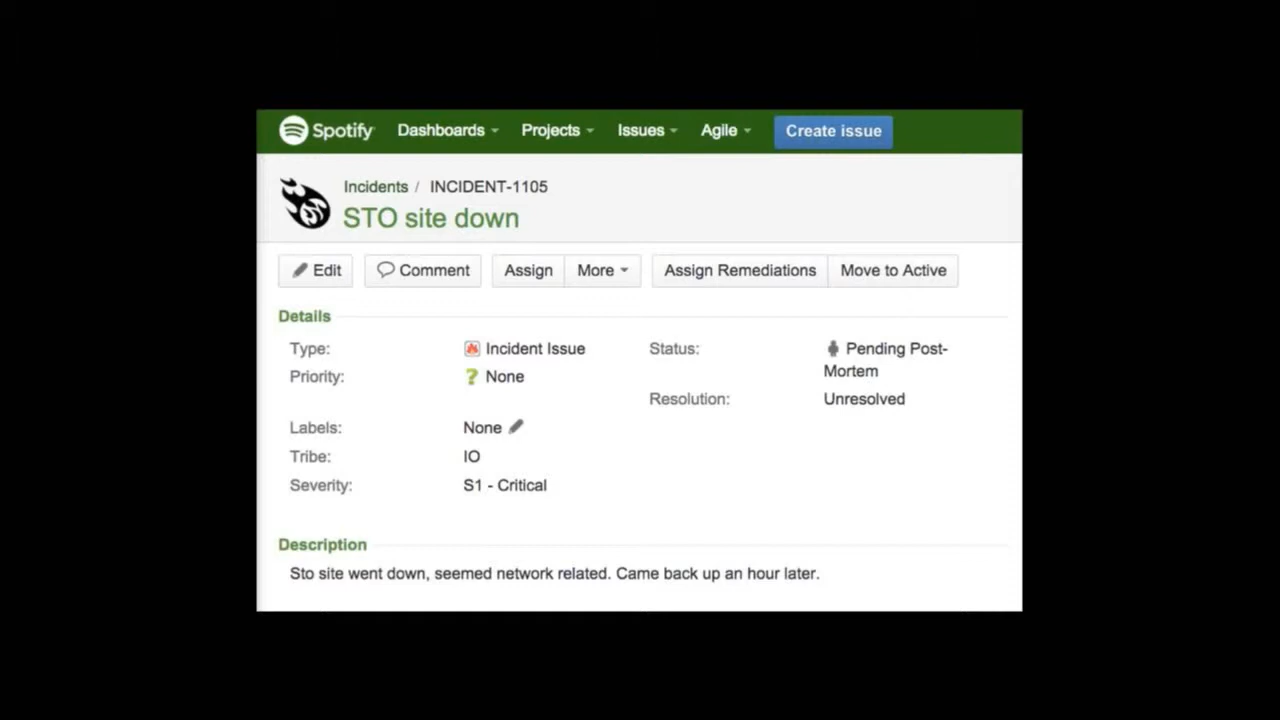 Spotify Dashboards Projects Issues Agile Create issue
Incidents / INCIDENT-1105
STO site down
Edit Comment Assign More Assign Remediations Move to Active
Details
Type: Incident Issue Status: Pending Post-
Mortem
Priority: ? None
Resolution: Unresolved
Labels: None
Tribe: IO
Severity: S1 - Critical
Description
Sto site went down, seemed network related. Came back up an hour later.